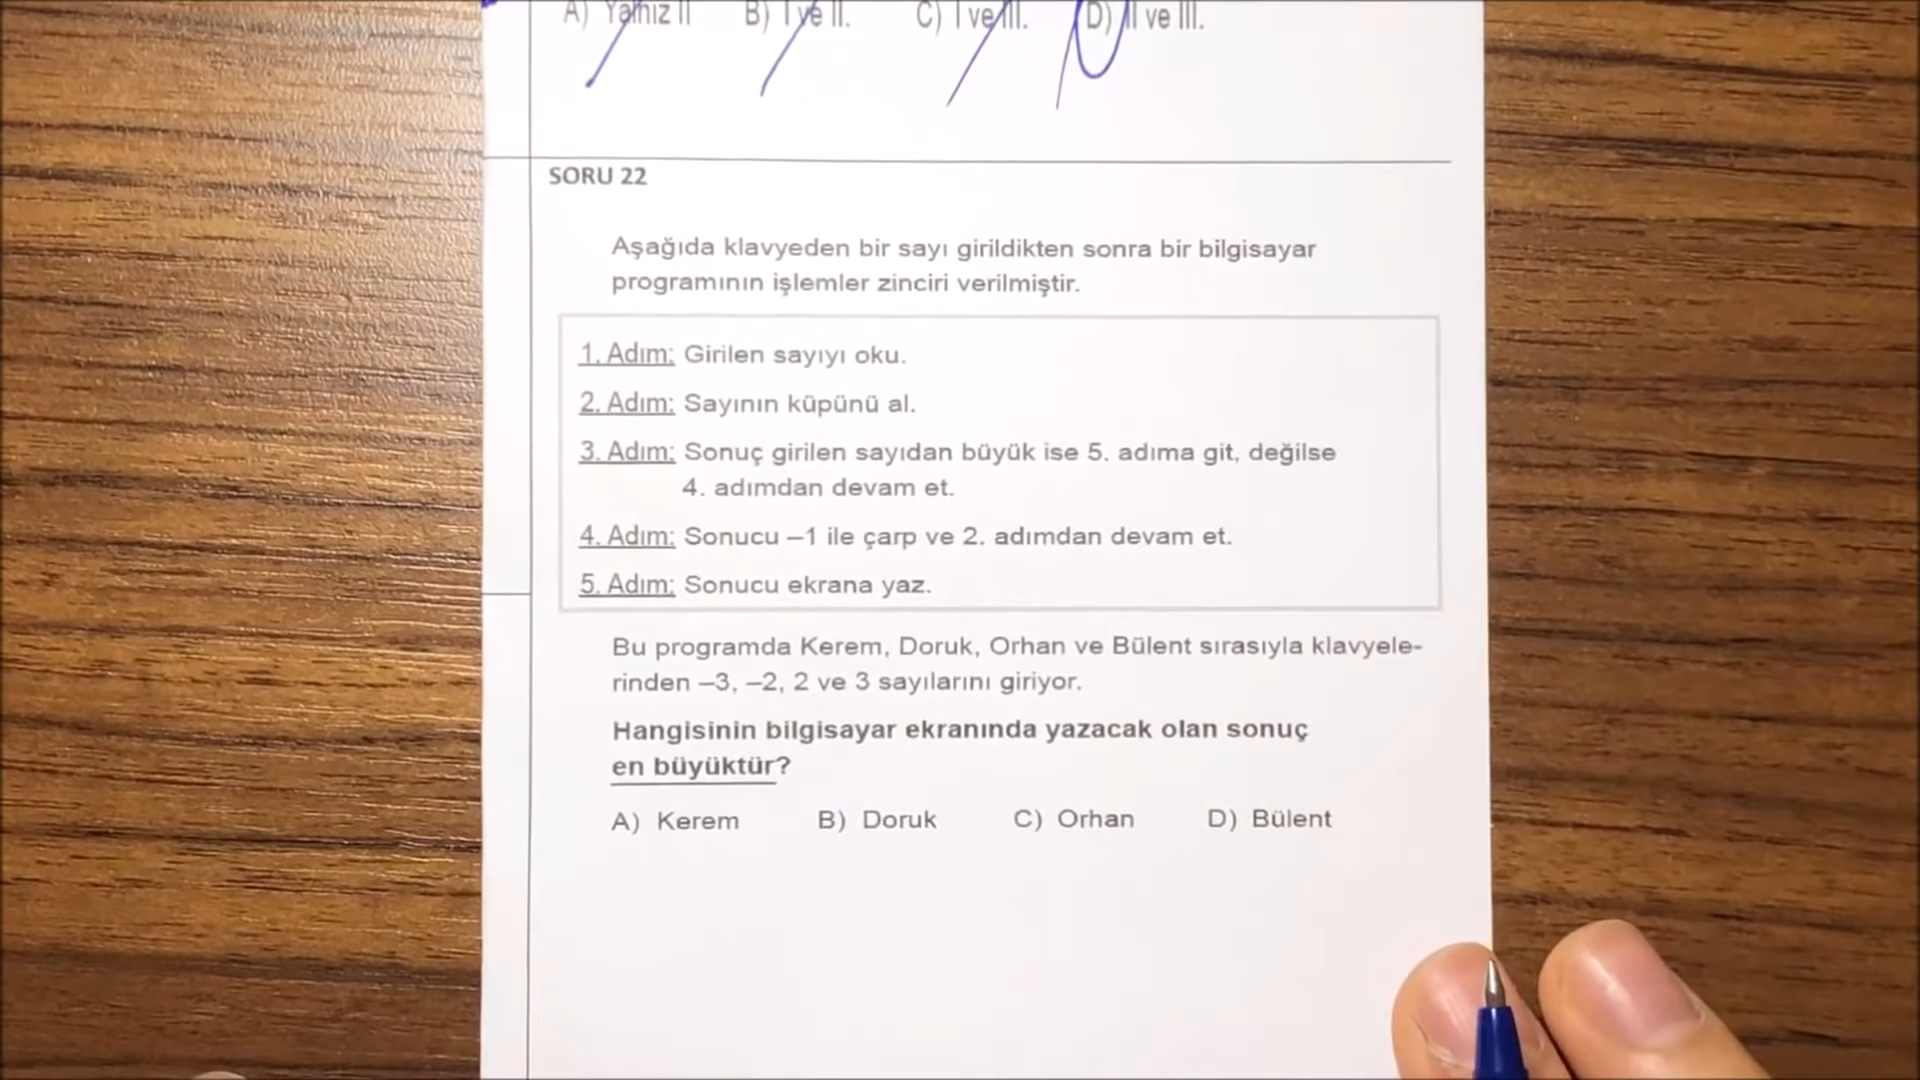 A) Yalnız II B) I ve II. C) I ve III. D) II ve III.
SORU 22
Aşağıda klavyeden bir sayı girildikten sonra bir bilgisayar
programının işlemler zinciri verilmiştir.
1. Adım: Girilen sayıyı oku.
2. Adım: Sayının küpünü al.
3. Adım: Sonuç girilen sayıdan büyük ise 5. adıma git, değilse
4. adımdan devam et.
4. Adım: Sonucu –1 ile çarp ve 2. adımdan devam et.
5. Adım: Sonucu ekrana yaz.
Bu programda Kerem, Doruk, Orhan ve Bülent sırasıyla klavyele-
rinden –3, –2, 2 ve 3 sayılarını giriyor.
Hangisinin bilgisayar ekranında yazacak olan sonuç
en büyüktür?
A) Kerem B) Doruk C) Orhan D) Bülent